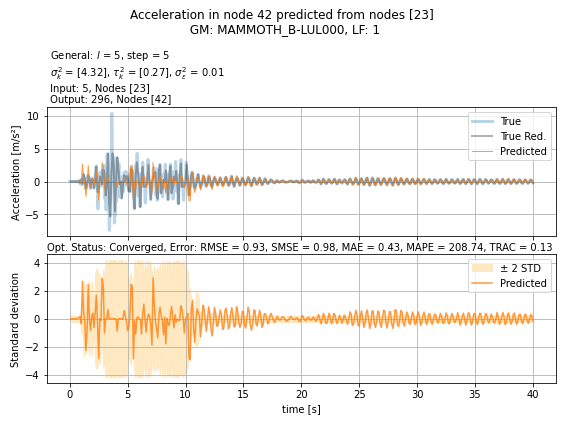 Acceleration in node 42 predicted from nodes [23]
GM: MAMMOTH_B-LUL000, LF: 1
General: l = 5, step = 5
σ²ₖ = [4.32], τ²ₖ = [0.27], σ²ε = 0.01
Input: 5, Nodes [23]
Output: 296, Nodes [42]
Acceleration [m/s²]
10
5
0
−5
True
True Red.
Predicted
Opt. Status: Converged, Error: RMSE = 0.93, SMSE = 0.98, MAE = 0.43, MAPE = 208.74, TRAC = 0.13
Standard deviation
4
2
0
−2
−4
± 2 STD
Predicted
0 5 10 15 20 25 30 35 40
time [s]